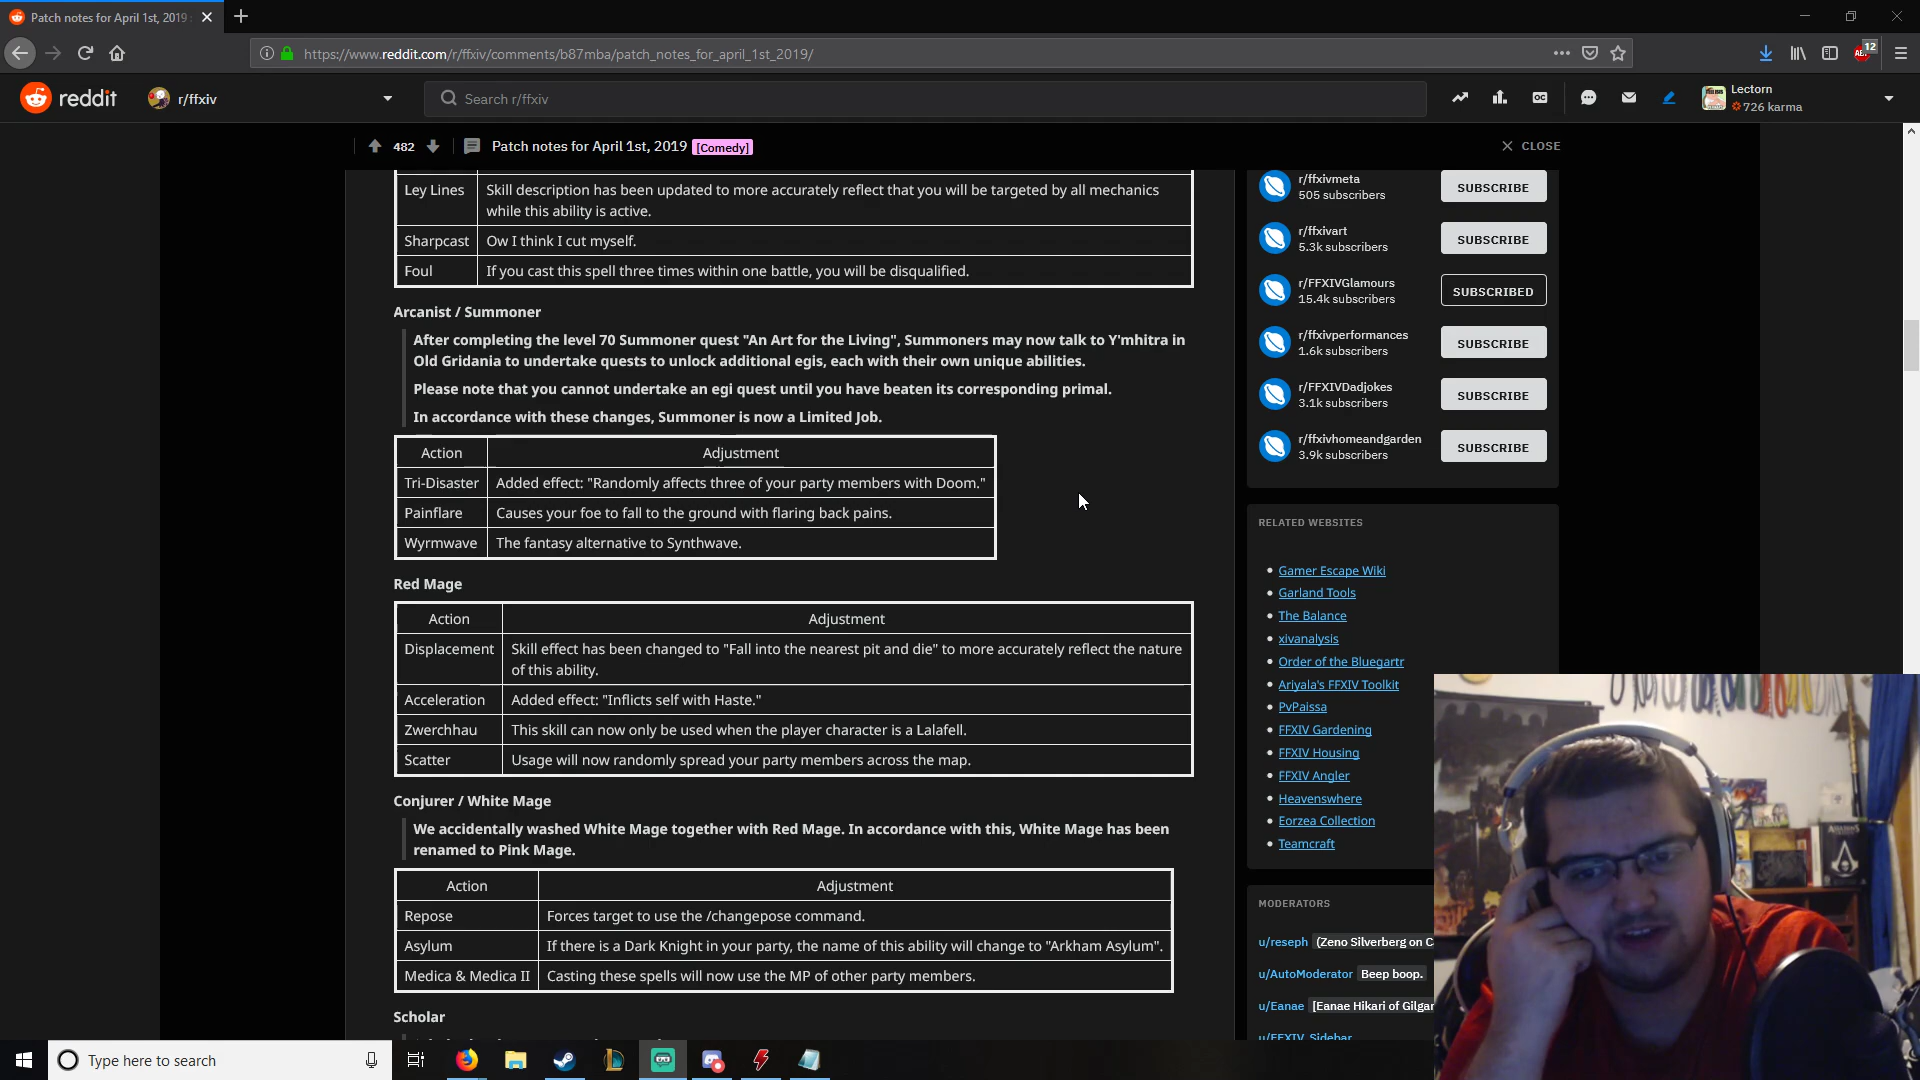 Patch notes for April 1st, 2019
https://www.reddit.com/r/ffxiv/comments/b87mba/patch_notes_for_april_1st_2019/
12
reddit
r/ffxiv
Search r/ffxiv
Lectorn
726 karma
482
Patch notes for April 1st, 2019 [Comedy]
CLOSE
Ley Lines
Skill description has been updated to more accurately reflect that you will be targeted by all mechanics
while this ability is active.
Sharpcast
Ow I think I cut myself.
Foul
If you cast this spell three times within one battle, you will be disqualified.
Arcanist / Summoner
After completing the level 70 Summoner quest "An Art for the Living", Summoners may now talk to Y'mhitra in
Old Gridania to undertake quests to unlock additional egis, each with their own unique abilities.
Please note that you cannot undertake an egi quest until you have beaten its corresponding primal.
In accordance with these changes, Summoner is now a Limited Job.
Action
Adjustment
Tri-Disaster
Added effect: "Randomly affects three of your party members with Doom."
Painflare
Causes your foe to fall to the ground with flaring back pains.
Wyrmwave
The fantasy alternative to Synthwave.
Red Mage
Action
Adjustment
Displacement
Skill effect has been changed to "Fall into the nearest pit and die" to more accurately reflect the nature
of this ability.
Acceleration
Added effect: "Inflicts self with Haste."
Zwerchhau
This skill can now only be used when the player character is a Lalafell.
Scatter
Usage will now randomly spread your party members across the map.
Conjurer / White Mage
We accidentally washed White Mage together with Red Mage. In accordance with this, White Mage has been
renamed to Pink Mage.
Action
Adjustment
Repose
Forces target to use the /changepose command.
Asylum
If there is a Dark Knight in your party, the name of this ability will change to "Arkham Asylum".
Medica & Medica II
Casting these spells will now use the MP of other party members.
Scholar
r/ffxivmeta
505 subscribers
SUBSCRIBE
r/ffxivart
5.3k subscribers
SUBSCRIBE
r/FFXIVGlamours
15.4k subscribers
SUBSCRIBED
r/ffxivperformances
1.6k subscribers
SUBSCRIBE
r/FFXIVDadjokes
3.1k subscribers
SUBSCRIBE
r/ffxivhomeandgarden
3.9k subscribers
SUBSCRIBE
RELATED WEBSITES
Gamer Escape Wiki
Garland Tools
The Balance
xivanalysis
Order of the Bluegartr
Ariyala's FFXIV Toolkit
PvPaissa
FFXIV Gardening
FFXIV Housing
FFXIV Angler
Heavenswhere
Eorzea Collection
Teamcraft
MODERATORS
u/reseph (Zeno Silverberg on C
u/AutoModerator Beep boop.
u/Eanae [Eanae Hikari of Gilgar
u/FFXIV_Sidebar
Type here to search